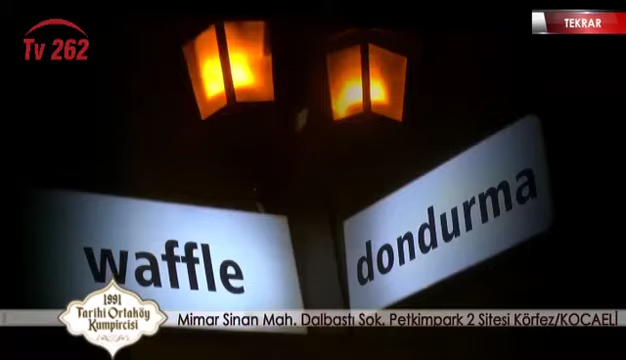 Tv 262
TEKRAR
waffle
dondurma
1991
Tarihi Ortaköy
Kumpircisi
Mimar Sinan Mah. Dalbastı Sok. Petkimpark 2 Sitesi Körfez/KOCAELİ